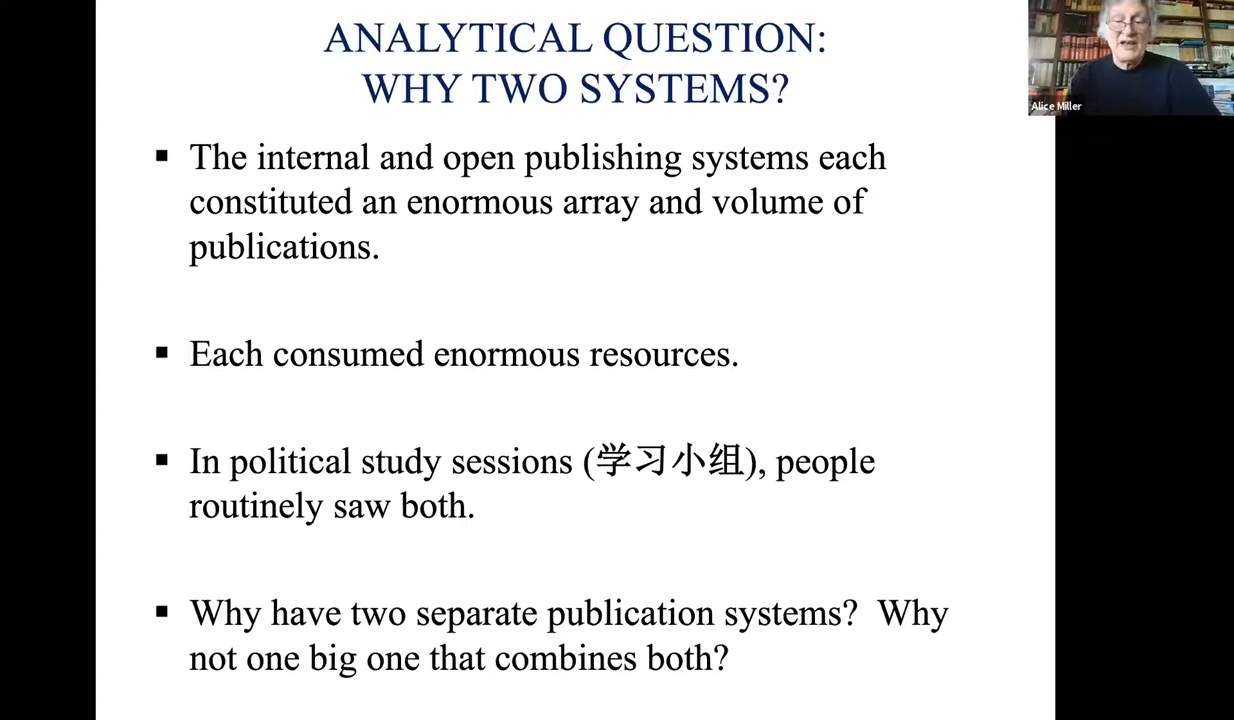 ANALYTICAL QUESTION:
WHY TWO SYSTEMS?
Alice Miller
▪ The internal and open publishing systems each
constituted an enormous array and volume of
publications.
▪ Each consumed enormous resources.
▪ In political study sessions (学习小组), people
routinely saw both.
▪ Why have two separate publication systems?  Why
not one big one that combines both?